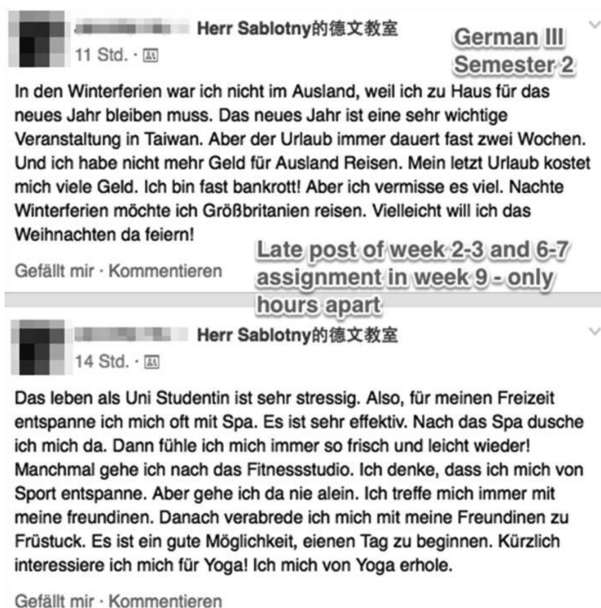 Herr Sablotny的德文教室
11 Std. ·
German III
Semester 2
In den Winterferien war ich nicht im Ausland, weil ich zu Haus für das
neues Jahr bleiben muss. Das neues Jahr ist eine sehr wichtige
Veranstaltung in Taiwan. Aber der Urlaub immer dauert fast zwei Wochen.
Und ich habe nicht mehr Geld für Ausland Reisen. Mein letzt Urlaub kostet
mich viele Geld. Ich bin fast bankrott! Aber ich vermisse es viel. Nachte
Winterferien möchte ich Größbritanien reisen. Vielleicht will ich das
Weihnachten da feiern!
Gefällt mir · Kommentieren
Late post of week 2-3 and 6-7
assignment in week 9 - only
hours apart
Herr Sablotny的德文教室
14 Std. ·
Das leben als Uni Studentin ist sehr stressig. Also, für meinen Freizeit
entspanne ich mich oft mit Spa. Es ist sehr effektiv. Nach das Spa dusche
ich mich da. Dann fühle ich mich immer so frisch und leicht wieder!
Manchmal gehe ich nach das Fitnessstudio. Ich denke, dass ich mich von
Sport entspanne. Aber gehe ich da nie alein. Ich treffe mich immer mit
meine freundinen. Danach verabrede ich mich mit meine Freundinen zu
Früstuck. Es ist ein gute Möglichkeit, eienen Tag zu beginnen. Kürzlich
interessiere ich mich für Yoga! Ich mich von Yoga erhole.
Gefällt mir · Kommentieren